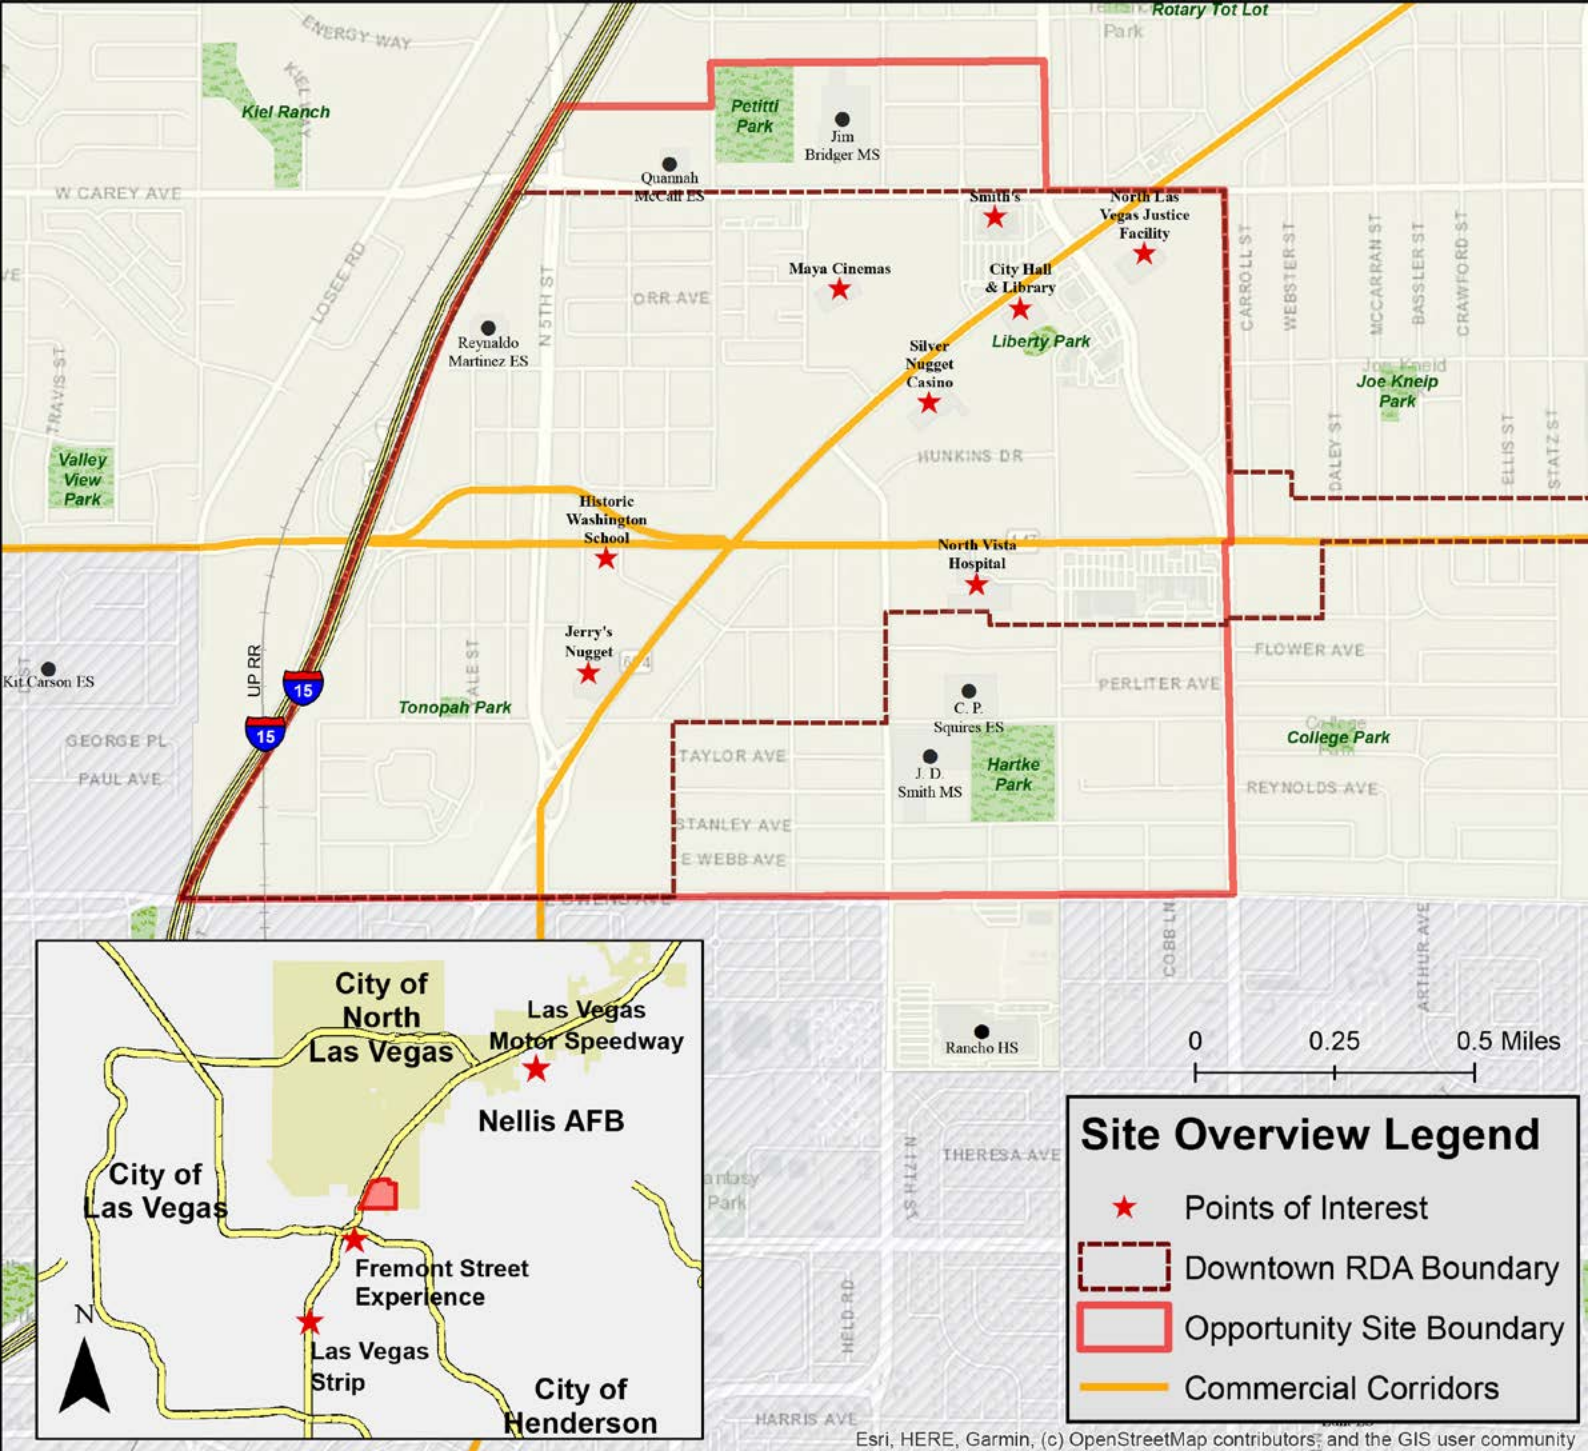 Rotary Tot Lot
Park
ENERGY WAY
Kiel Ranch
Petitti
Park
Jim
Bridger MS
Quannah
McCall ES
W CAREY AVE
Smith's
North Las
Vegas Justice
Facility
LOSEE RD
N 5TH ST
Maya Cinemas
City Hall
& Library
ORR AVE
CARROLL ST
WEBSTER ST
MCCARRAN ST
BASSLER ST
CRAWFORD ST
Reynaldo
Martinez ES
Liberty Park
Silver
Nugget
Casino
TRAVIS ST
Joe Kneip
Park
Valley
View
Park
HUNKINS DR
DALEY ST
ELLIS ST
STATZ ST
Historic
Washington
School
North Vista
Hospital
147
Jerry's
Nugget
604
FLOWER AVE
Kit Carson ES
UP RR
15
15
Tonopah Park
PERLITER AVE
C. P.
Squires ES
College Park
GEORGE PL
PAUL AVE
TAYLOR AVE
J. D.
Smith MS
Hartke
Park
REYNOLDS AVE
STANLEY AVE
E WEBB AVE
E OWENS AVE
COBB LN
ARTHUR AVE
Rancho HS
0 0.25 0.5 Miles
City of
North
Las Vegas
Las Vegas
Motor Speedway
Nellis AFB
City of
Las Vegas
Fremont Street
Experience
N
Las Vegas
Strip
City of
Henderson
THERESA AVE
N 17TH ST
Park
HELD RD
HARRIS AVE
Site Overview Legend
Points of Interest
Downtown RDA Boundary
Opportunity Site Boundary
Commercial Corridors
Esri, HERE, Garmin, (c) OpenStreetMap contributors, and the GIS user community